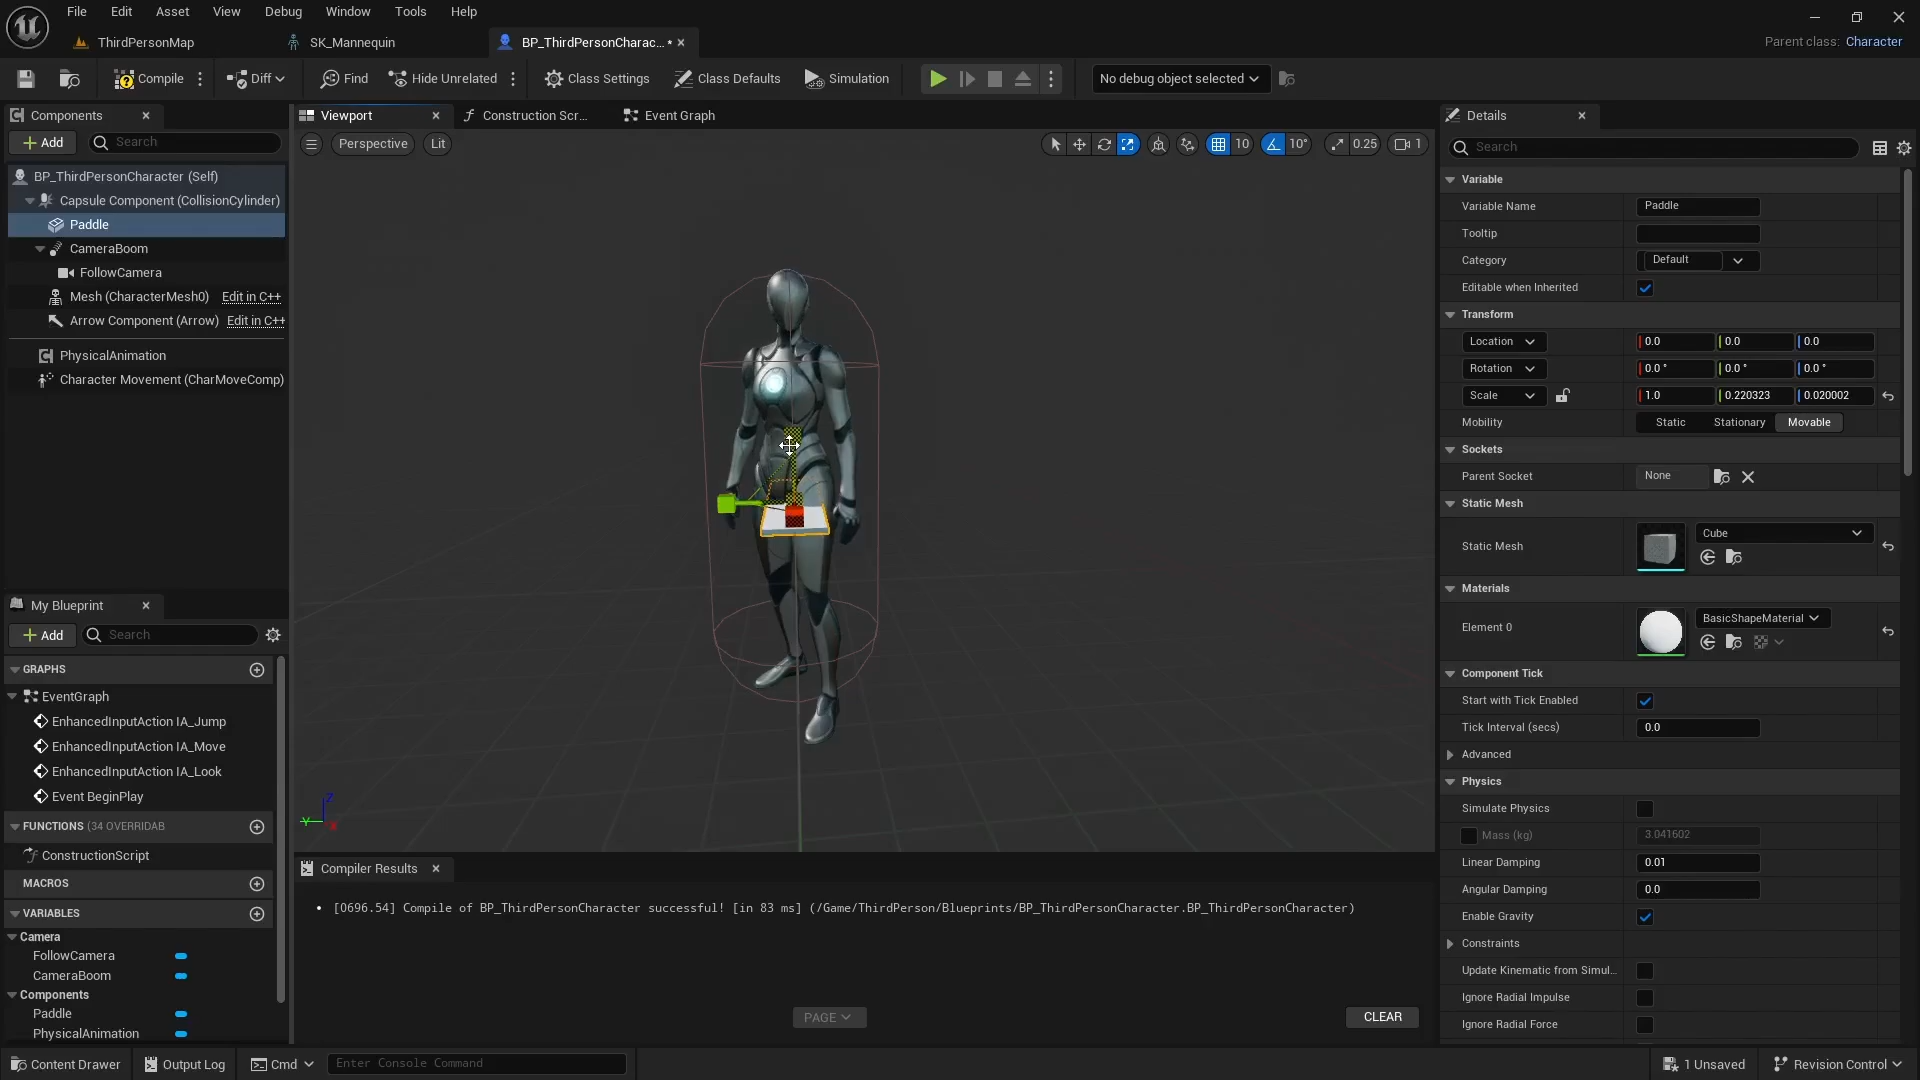 File Edit Asset View Debug Window Tools Help
ThirdPersonMap
SK_Mannequin
BP_ThirdPersonCharac... *
Parent class: Character
Compile
Diff
Find
Hide Unrelated
Class Settings
Class Defaults
Simulation
No debug object selected
Components
Add
Search
BP_ThirdPersonCharacter (Self)
Capsule Component (CollisionCylinder)
Paddle
CameraBoom
FollowCamera
Mesh (CharacterMesh0) Edit in C++
Arrow Component (Arrow) Edit in C++
PhysicalAnimation
Character Movement (CharMoveComp)
My Blueprint
Add
Search
GRAPHS
EventGraph
EnhancedInputAction IA_Jump
EnhancedInputAction IA_Move
EnhancedInputAction IA_Look
Event BeginPlay
FUNCTIONS (34 OVERRIDAB
ConstructionScript
MACROS
VARIABLES
Camera
FollowCamera
CameraBoom
Components
Paddle
PhysicalAnimation
Viewport
Construction Scr...
Event Graph
Perspective
Lit
10
10°
0.25
1
Z
Y
X
Compiler Results
[0696.54] Compile of BP_ThirdPersonCharacter successful! [in 83 ms] (/Game/ThirdPerson/Blueprints/BP_ThirdPersonCharacter.BP_ThirdPersonCharacter)
PAGE
CLEAR
Details
Search
Variable
Variable Name Paddle
Tooltip
Category Default
Editable when Inherited
Transform
Location 0.0 0.0 0.0
Rotation 0.0 ° 0.0 ° 0.0 °
Scale 1.0 0.220323 0.020002
Mobility Static Stationary Movable
Sockets
Parent Socket None
Static Mesh
Static Mesh Cube
Materials
Element 0 BasicShapeMaterial
Component Tick
Start with Tick Enabled
Tick Interval (secs) 0.0
Advanced
Physics
Simulate Physics
Mass (kg) 3.041602
Linear Damping 0.01
Angular Damping 0.0
Enable Gravity
Constraints
Update Kinematic from Simul...
Ignore Radial Impulse
Ignore Radial Force
Content Drawer
Output Log
Cmd
Enter Console Command
1 Unsaved
Revision Control